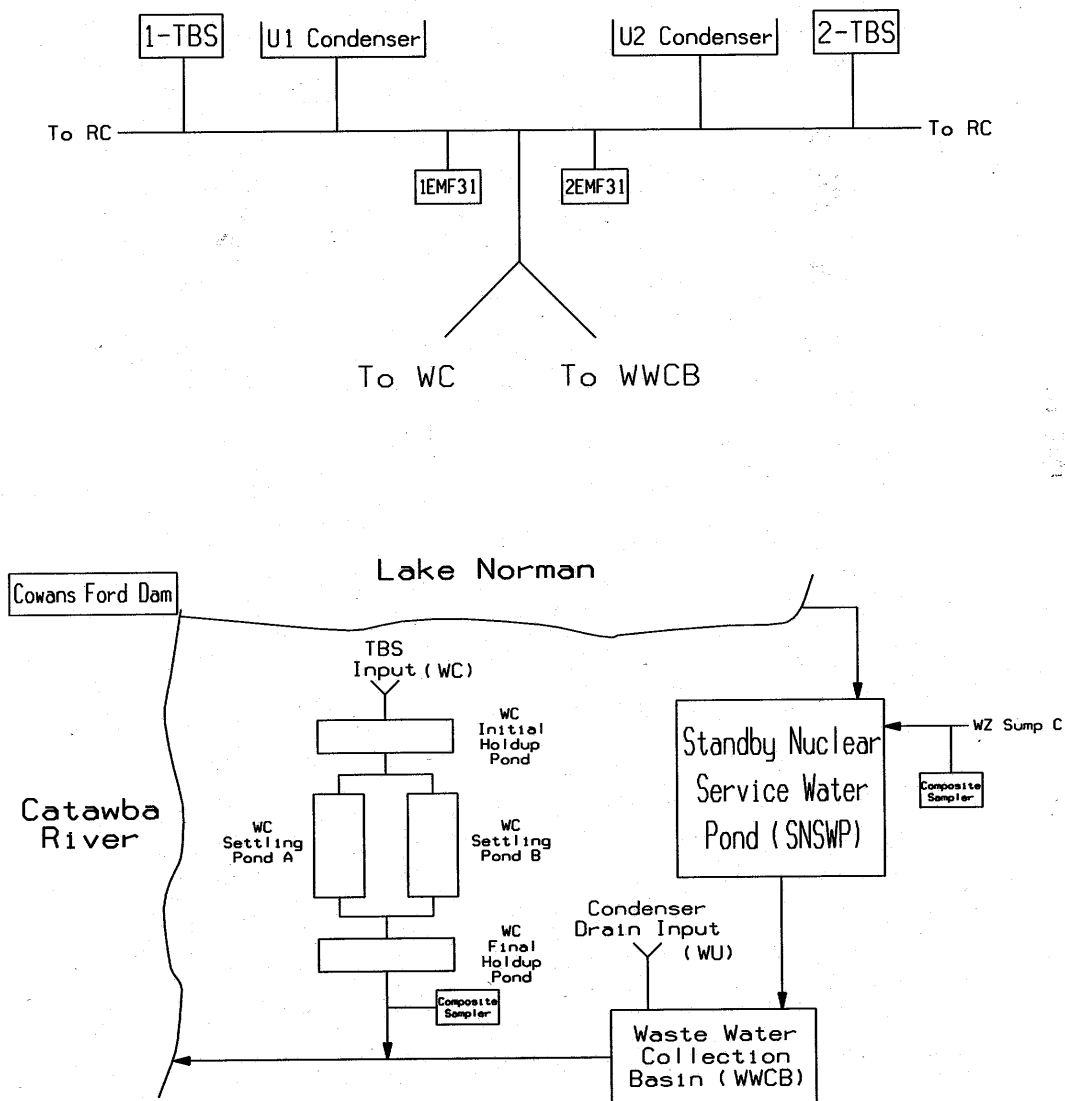 1-TBS
U1 Condenser
U2 Condenser
2-TBS
To RC
To RC
1EMF31
2EMF31
To WC
To WWCB
Lake Norman
Cowans Ford Dam
TBS
Input (WC)
WC
Initial
Holdup
Pond
Standby Nuclear
Service Water
Pond (SNSWP)
WZ Sump C
Composite
Sampler
Catawba
River
WC
Settling
Pond A
WC
Settling
Pond B
Condenser
Drain Input
(WU)
WC
Final
Holdup
Pond
Composite
Sampler
Waste Water
Collection
Basin (WWCB)